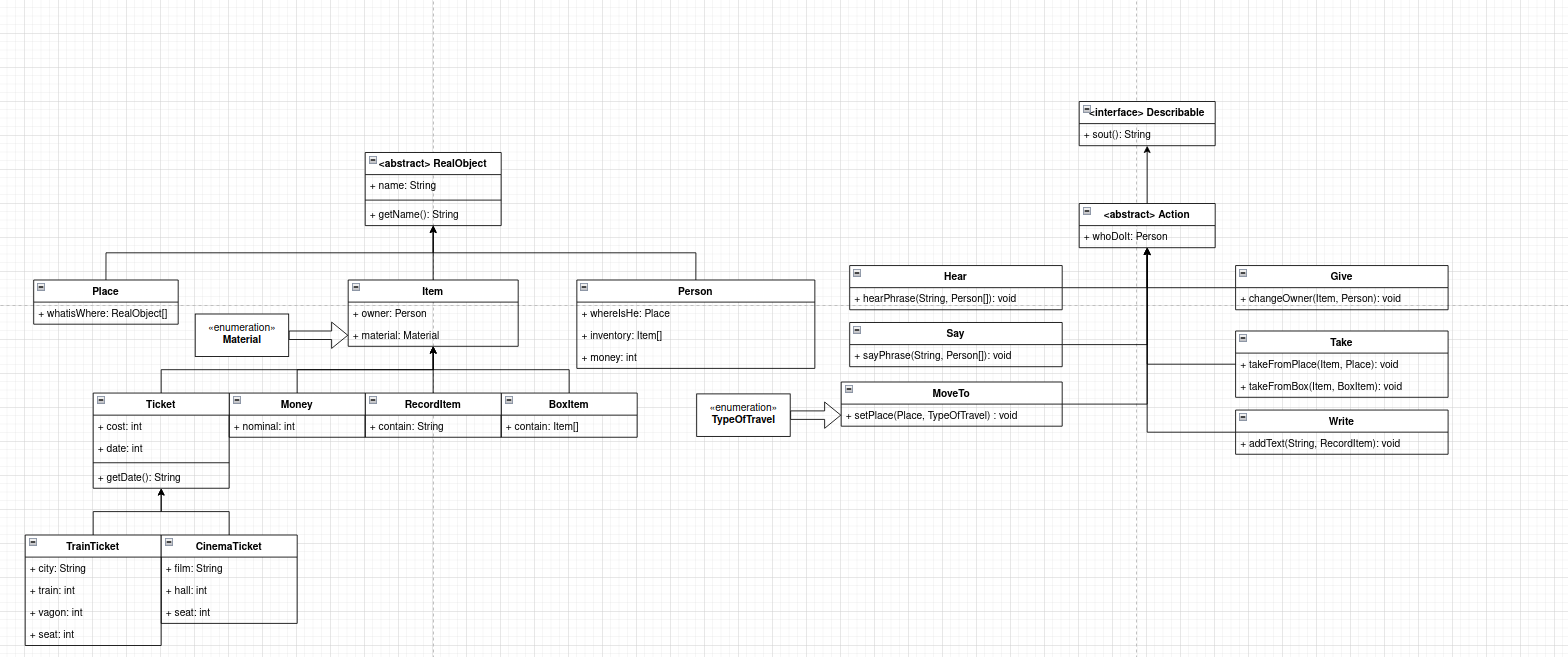 <interface> Describable
+ sout(): String
<abstract> RealObject
+ name: String
+ getName(): String
<abstract> Action
+ whoDoIt: Person
Place
+ whatisWhere: RealObject[]
«enumeration»
Material
Item
+ owner: Person
+ material: Material
Person
+ whereIsHe: Place
+ inventory: Item[]
+ money: int
Hear
+ hearPhrase(String, Person[]): void
Say
+ sayPhrase(String, Person[]): void
«enumeration»
TypeOfTravel
MoveTo
+ setPlace(Place, TypeOfTravel) : void
Give
+ changeOwner(Item, Person): void
Take
+ takeFromPlace(Item, Place): void
+ takeFromBox(Item, BoxItem): void
Write
+ addText(String, RecordItem): void
Ticket
+ cost: int
+ date: int
+ getDate(): String
Money
+ nominal: int
RecordItem
+ contain: String
BoxItem
+ contain: Item[]
TrainTicket
+ city: String
+ train: int
+ vagon: int
+ seat: int
CinemaTicket
+ film: String
+ hall: int
+ seat: int